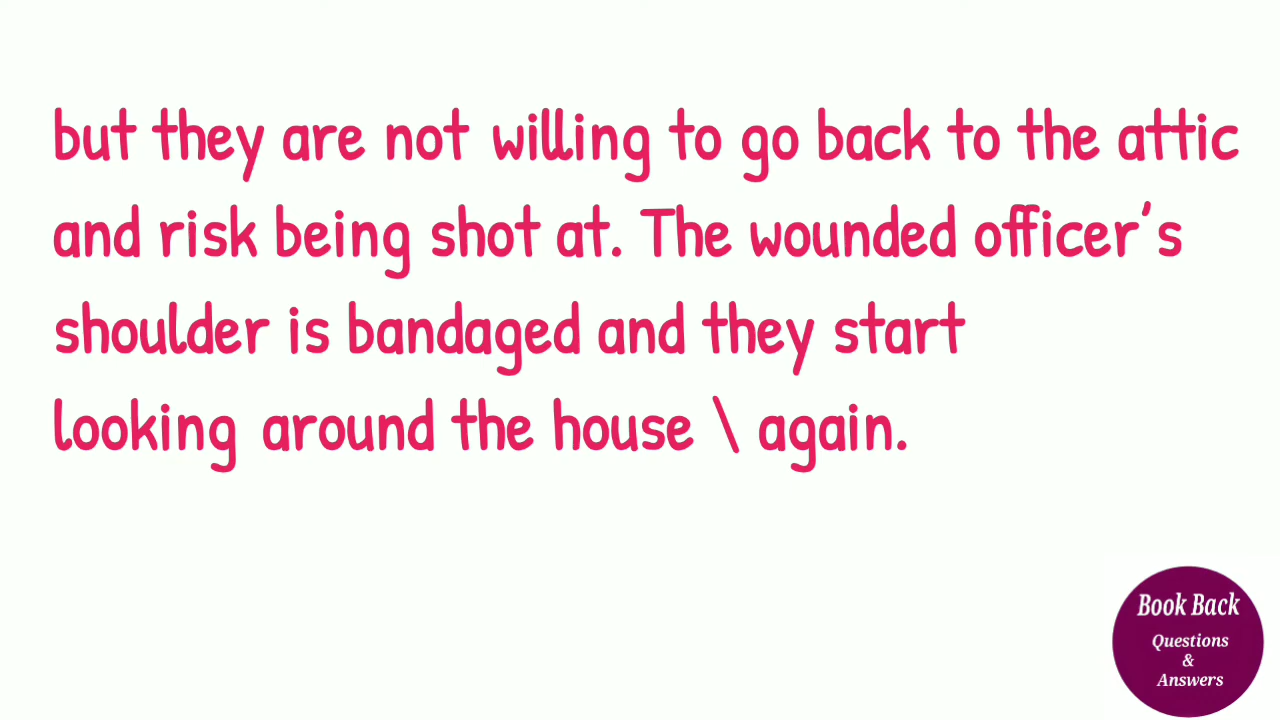 but they are not willing to go back to the attic
and risk being shot at. The wounded officer's
shoulder is bandaged and they start
looking around the house \ again.
Book Back
Questions
&
Answers